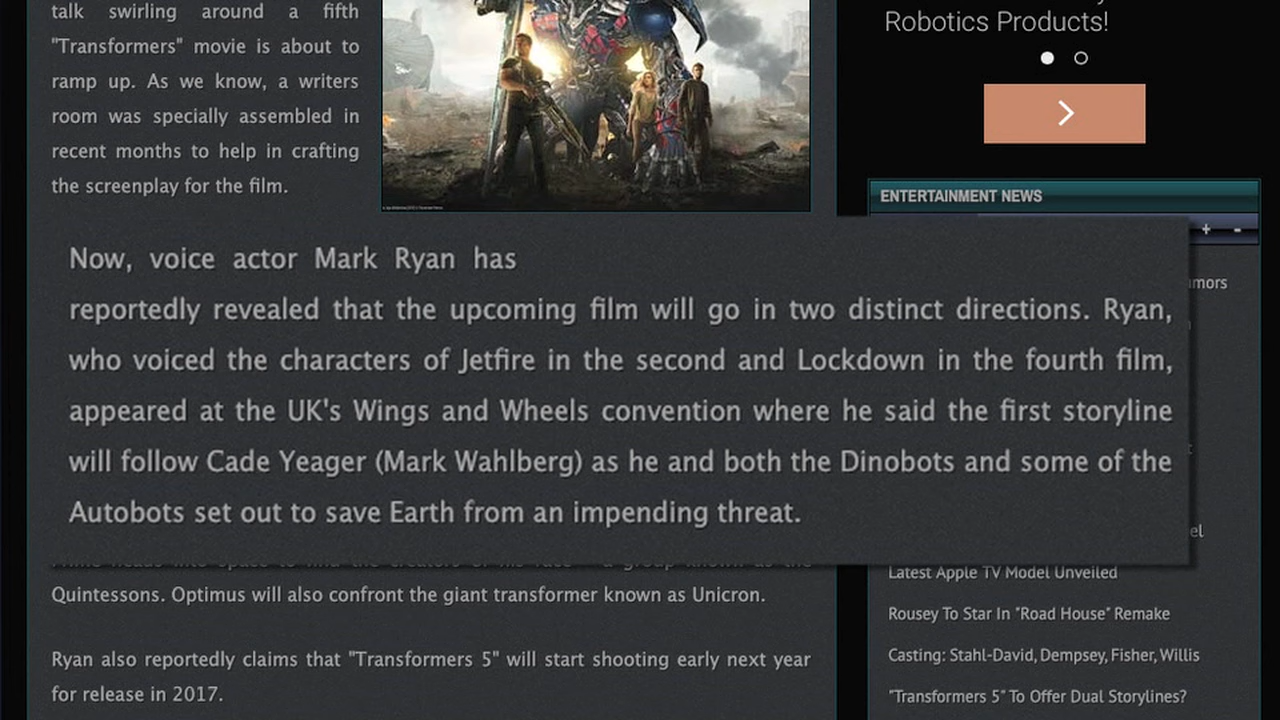 talk swirling around a fifth
"Transformers" movie is about to
ramp up. As we know, a writers
room was specially assembled in
recent months to help in crafting
the screenplay for the film.
Now, voice actor Mark Ryan has
reportedly revealed that the upcoming film will go in two distinct directions. Ryan,
who voiced the characters of Jetfire in the second and Lockdown in the fourth film,
appeared at the UK's Wings and Wheels convention where he said the first storyline
will follow Cade Yeager (Mark Wahlberg) as he and both the Dinobots and some of the
Autobots set out to save Earth from an impending threat.
Quintessons. Optimus will also confront the giant transformer known as Unicron.
Ryan also reportedly claims that "Transformers 5" will start shooting early next year
for release in 2017.
Robotics Products!
ENTERTAINMENT NEWS
+ -
umors
el
Latest Apple TV Model Unveiled
Rousey To Star In "Road House" Remake
Casting: Stahl-David, Dempsey, Fisher, Willis
"Transformers 5" To Offer Dual Storylines?